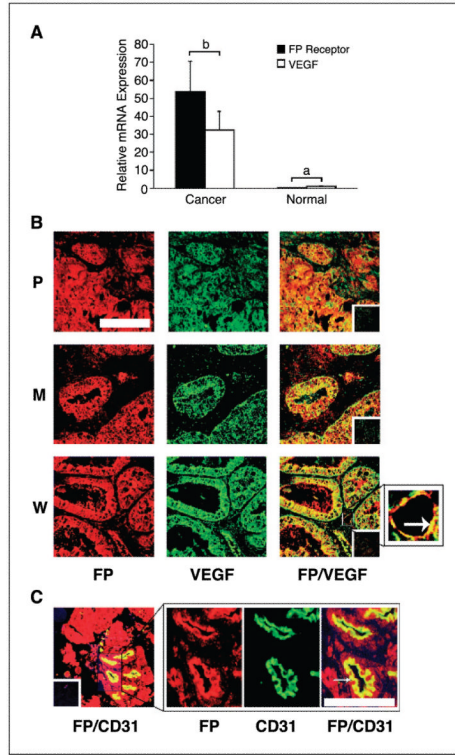 A
80
70
60
50
40
30
20
10
0
Relative mRNA Expression
b
a
FP Receptor
VEGF
Cancer
Normal
B
P
M
W
FP
VEGF
FP/VEGF
C
FP/CD31
FP
CD31
FP/CD31